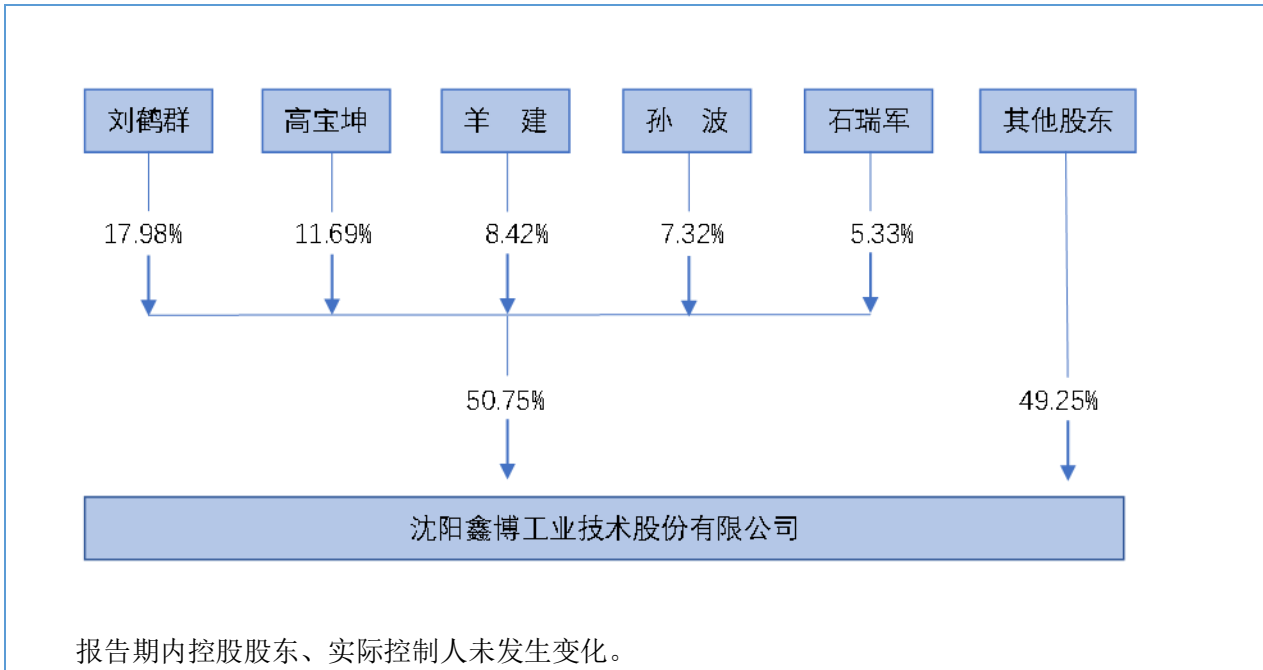 刘鹤群 高宝坤 羊 建 孙 波 石瑞军 其他股东
17.98% 11.69% 8.42% 7.32% 5.33%
50.75% 49.25%
沈阳鑫博工业技术股份有限公司
报告期内控股股东、实际控制人未发生变化。